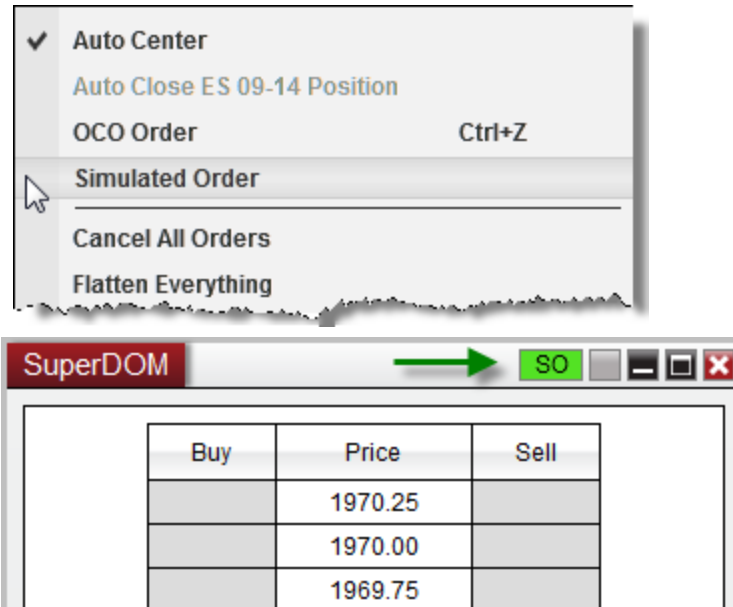 Auto Center
Auto Close ES 09-14 Position
OCO Order Ctrl+Z
Simulated Order
Cancel All Orders
Flatten Everything
SuperDOM SO
Buy Price Sell
1970.25
1970.00
1969.75